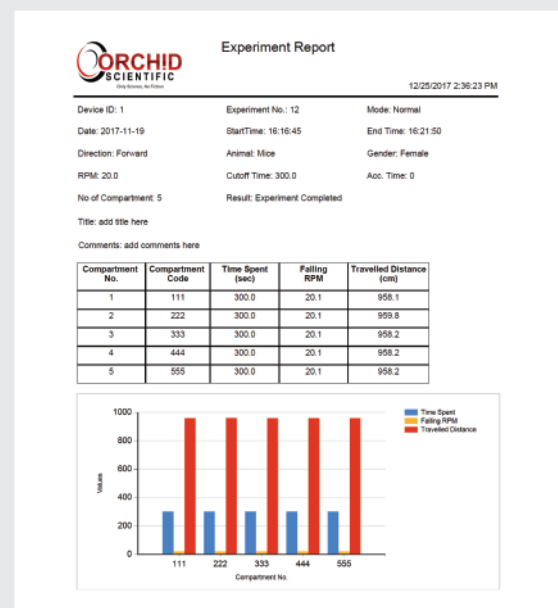 ORCHID
SCIENTIFIC
Only Science, No Fiction
Experiment Report
12/25/2017 2:36:23 PM
Device ID: 1 Experiment No.: 12 Mode: Normal
Date: 2017-11-19 StartTime: 16:16:45 End Time: 16:21:50
Direction: Forward Animal: Mice Gender: Female
RPM: 20.0 Cutoff Time: 300.0 Acc. Time: 0
No of Compartment: 5 Result: Experiment Completed
Title: add title here
Comments: add comments here
Compartment No. Compartment Code Time Spent (sec) Falling RPM Travelled Distance (cm)
1 111 300.0 20.1 958.1
2 222 300.0 20.1 959.8
3 333 300.0 20.1 958.2
4 444 300.0 20.1 958.2
5 555 300.0 20.1 958.2
1000
800
600
400
200
0
Values
111 222 333 444 555
Compartment No.
Time Spent
Falling RPM
Travelled Distance